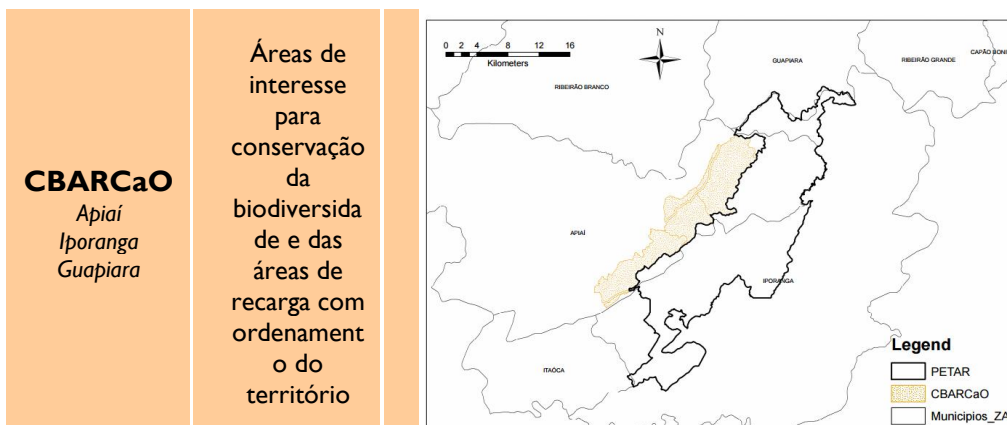 CBARCaO
Apiaí
Iporanga
Guapiara
Áreas de
interesse
para
conservação
da
biodiversida
de e das
áreas de
recarga com
ordenament
o do
território
0 2 4 8 12 16
Kilometers
N
GUAPIARA
RIBEIRÃO GRANDE
CAPÃO BONI
RIBEIRÃO BRANCO
APIAÍ
IPORANGA
ITAÓCA
Legend
PETAR
CBARCaO
Municipios_ZA